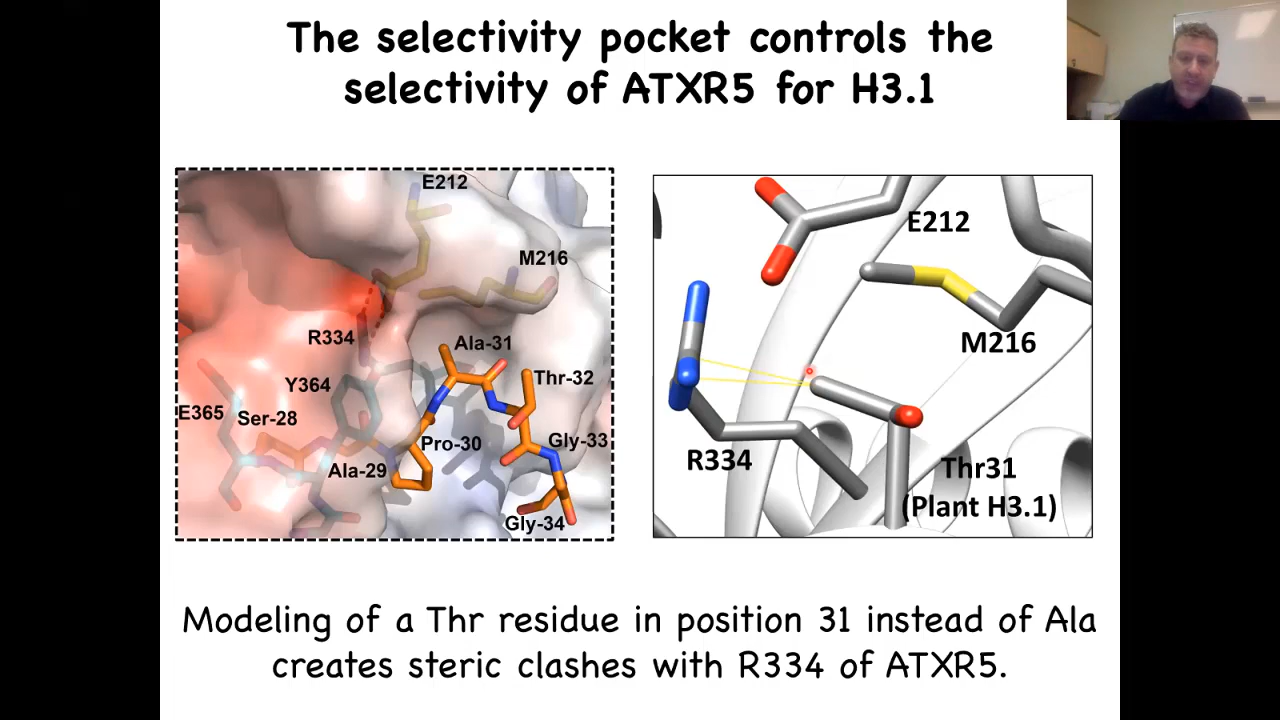 The selectivity pocket controls the
selectivity of ATXR5 for H3.1
E212
M216
R334
Ala-31
Y364
Thr-32
E365
Ser-28
Pro-30
Gly-33
Ala-29
Gly-34
E212
M216
R334
Thr31
(Plant H3.1)
Modeling of a Thr residue in position 31 instead of Ala
creates steric clashes with R334 of ATXR5.